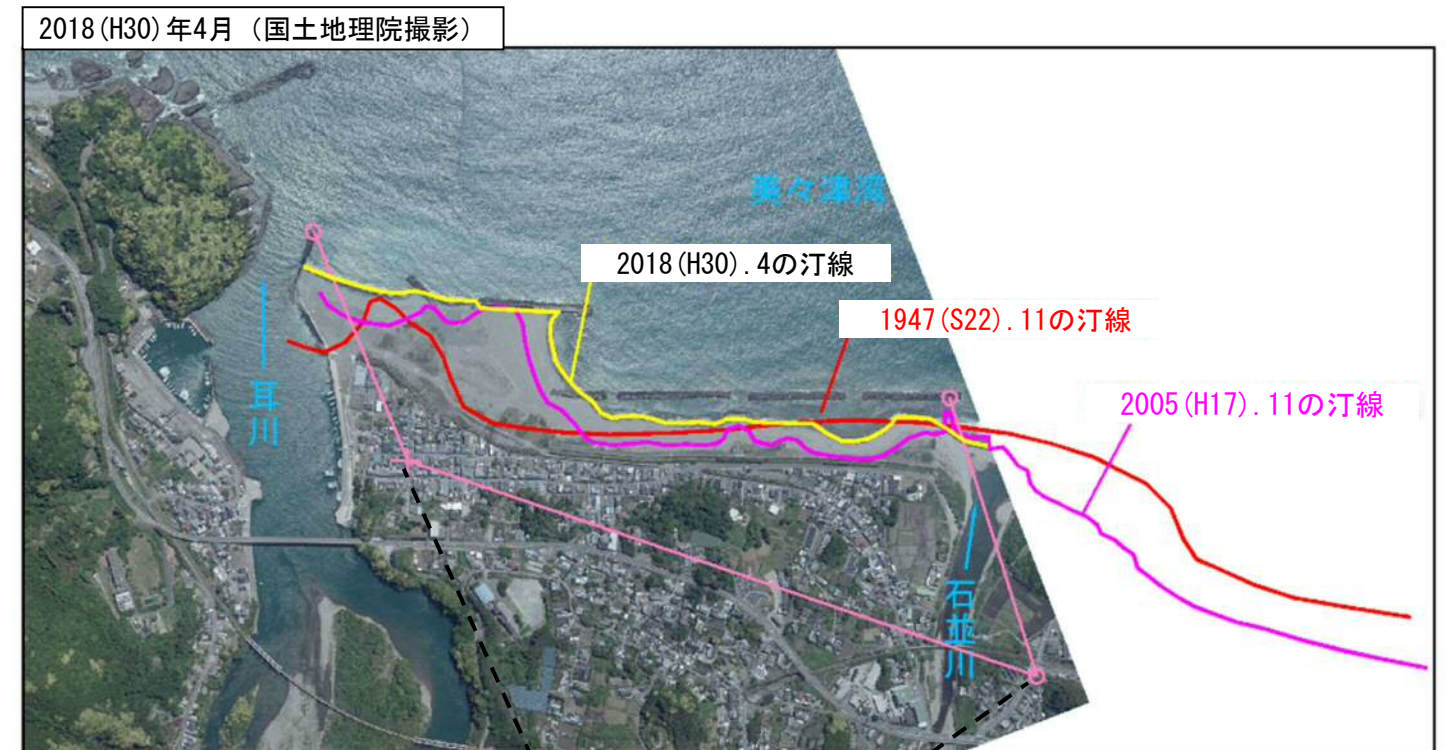 2018(H30)年4月（国土地理院撮影）
美々津湾
2018(H30).4の汀線
1947(S22).11の汀線
2005(H17).11の汀線
耳川
石並川